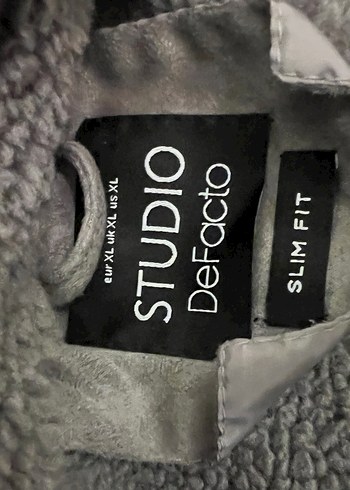 STUDIO
DeFacto
eur XL uk XL us XL
SLIM FIT